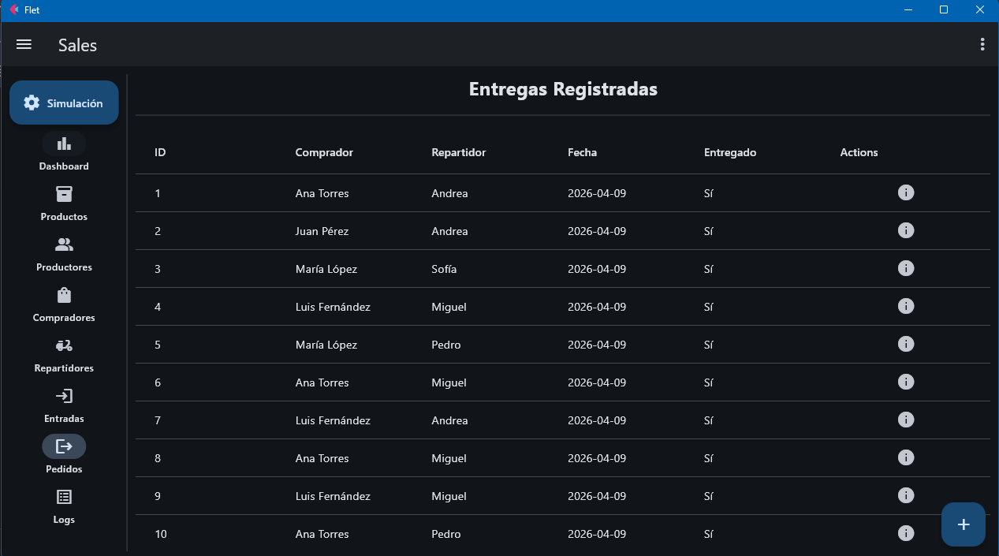 Flet
Sales
Simulación
Dashboard
Productos
Productores
Compradores
Repartidores
Entradas
Pedidos
Logs
Entregas Registradas
ID Comprador Repartidor Fecha Entregado Actions
1 Ana Torres Andrea 2026-04-09 Sí
2 Juan Pérez Andrea 2026-04-09 Sí
3 María López Sofía 2026-04-09 Sí
4 Luis Fernández Miguel 2026-04-09 Sí
5 María López Pedro 2026-04-09 Sí
6 Ana Torres Miguel 2026-04-09 Sí
7 Luis Fernández Andrea 2026-04-09 Sí
8 Ana Torres Miguel 2026-04-09 Sí
9 Luis Fernández Miguel 2026-04-09 Sí
10 Ana Torres Pedro 2026-04-09 Sí